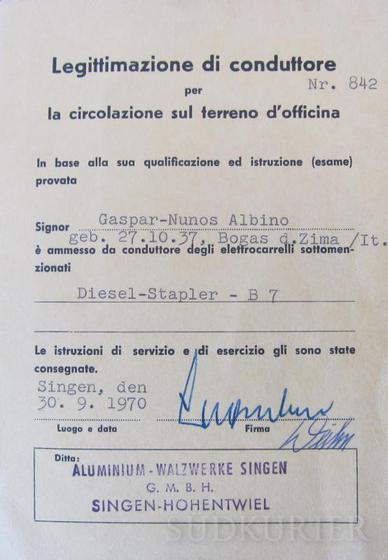 Legittimazione di conduttore
Nr. 842
per
la circolazione sul terreno d'officina
In base alla sua qualificazione ed istruzione (esame)
provata
Signor Gaspar-Nunos Albino
geb. 27.10.37, Bogas d.Zima /It.
è ammesso da conduttore degli elettrocarrelli sottomen-
zionati
Diesel-Stapler - B 7
Le istruzioni di servizio e di esercizio gli sono state
consegnate.
Singen, den
30. 9. 1970
Luogo e data Firma
Ditta:
ALUMINIUM-WALZWERKE SINGEN
G. M. B. H.
SINGEN-HOHENTWIEL
SÜDKURIER